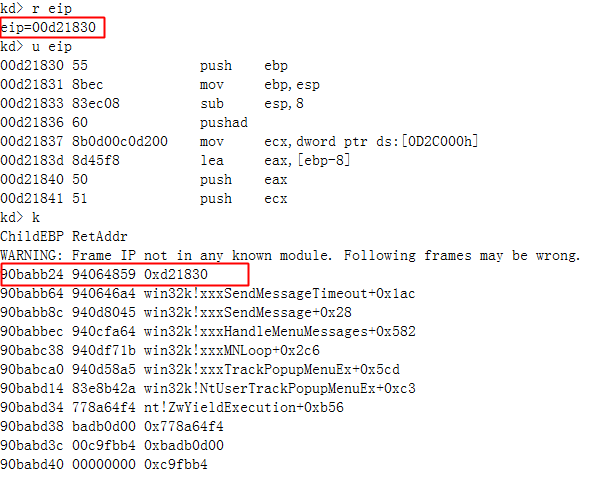 kd> r eip
eip=00d21830
kd> u eip
00d21830 55 push ebp
00d21831 8bec mov ebp,esp
00d21833 83ec08 sub esp,8
00d21836 60 pushad
00d21837 8b0d00c0d200 mov ecx,dword ptr ds:[0D2C000h]
00d2183d 8d45f8 lea eax,[ebp-8]
00d21840 50 push eax
00d21841 51 push ecx
kd> k
ChildEBP RetAddr
WARNING: Frame IP not in any known module. Following frames may be wrong.
90babb24 94064859 0xd21830
90babb64 940646a4 win32k!xxxSendMessageTimeout+0x1ac
90babb8c 940d8045 win32k!xxxSendMessage+0x28
90babbec 940cfa64 win32k!xxxHandleMenuMessages+0x582
90babc38 940df71b win32k!xxxMNLoop+0x2c6
90babca0 940d58a5 win32k!xxxTrackPopupMenuEx+0x5cd
90babd14 83e8b42a win32k!NtUserTrackPopupMenuEx+0xc3
90babd34 778a64f4 nt!ZwYieldExecution+0xb56
90babd38 badb0d00 0x778a64f4
90babd3c 00c9fbb4 0xbadb0d00
90babd40 00000000 0xc9fbb4